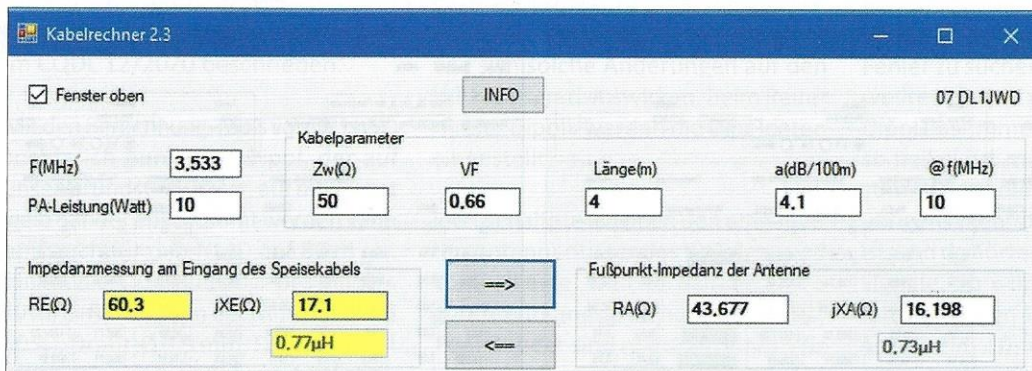 Kabelrechner 2.3
Fenster oben INFO 07 DL1JWD
Kabelparameter
F(MHz) 3,533 Zw(Ω) VF Länge(m) a(dB/100m) @ f(MHz)
PA-Leistung(Watt) 10 50 0.66 4 4.1 10
Impedanzmessung am Eingang des Speisekabels ==> Fußpunkt-Impedanz der Antenne
RE(Ω) 60,3 jXE(Ω) 17,1 RA(Ω) 43,677 jXA(Ω) 16,198
0,77µH <== 0,73µH